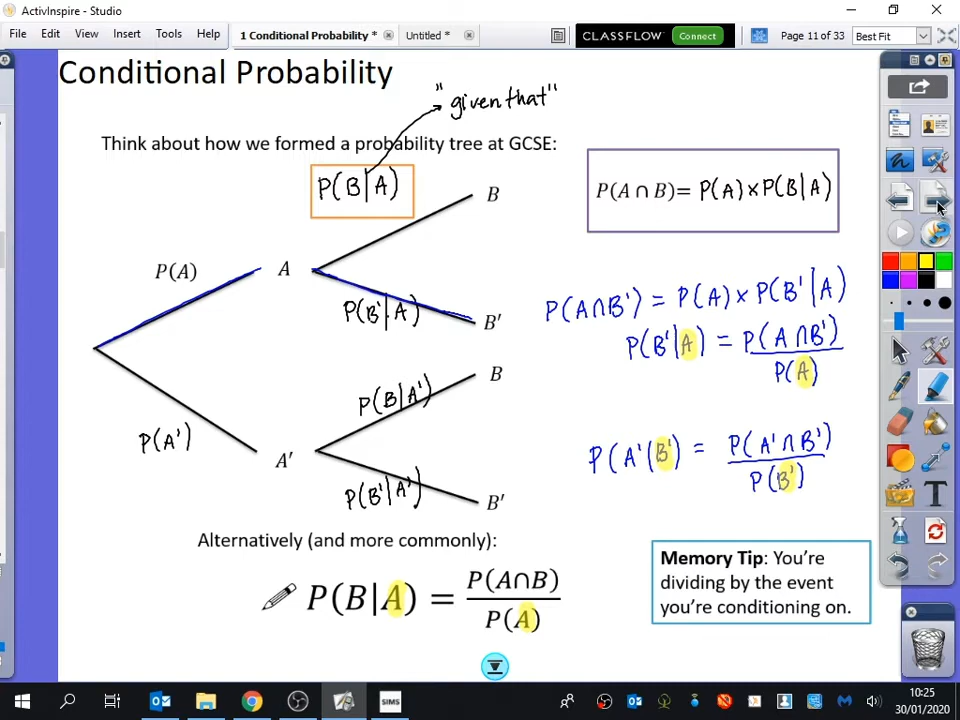 ActivInspire - Studio
File Edit View Insert Tools Help
1 Conditional Probability *
Untitled *
CLASSFLOW Connect
Page 11 of 33
Best Fit
Conditional Probability
"given that"
Think about how we formed a probability tree at GCSE:
P(B|A)
B
P(A∩B)= P(A)×P(B|A)
P(A)
A
P(B'|A)
B'
P(A∩B') = P(A)×P(B'|A)
P(B'|A) = P(A∩B')
P(A)
P(B|A')
B
P(A')
A'
P(B'|A')
B'
P(A'|B') = P(A'∩B')
P(B')
Alternatively (and more commonly):
P(B|A) = P(A∩B)
P(A)
Memory Tip: You're
dividing by the event
you're conditioning on.
T
SIMS
10:25
30/01/2020